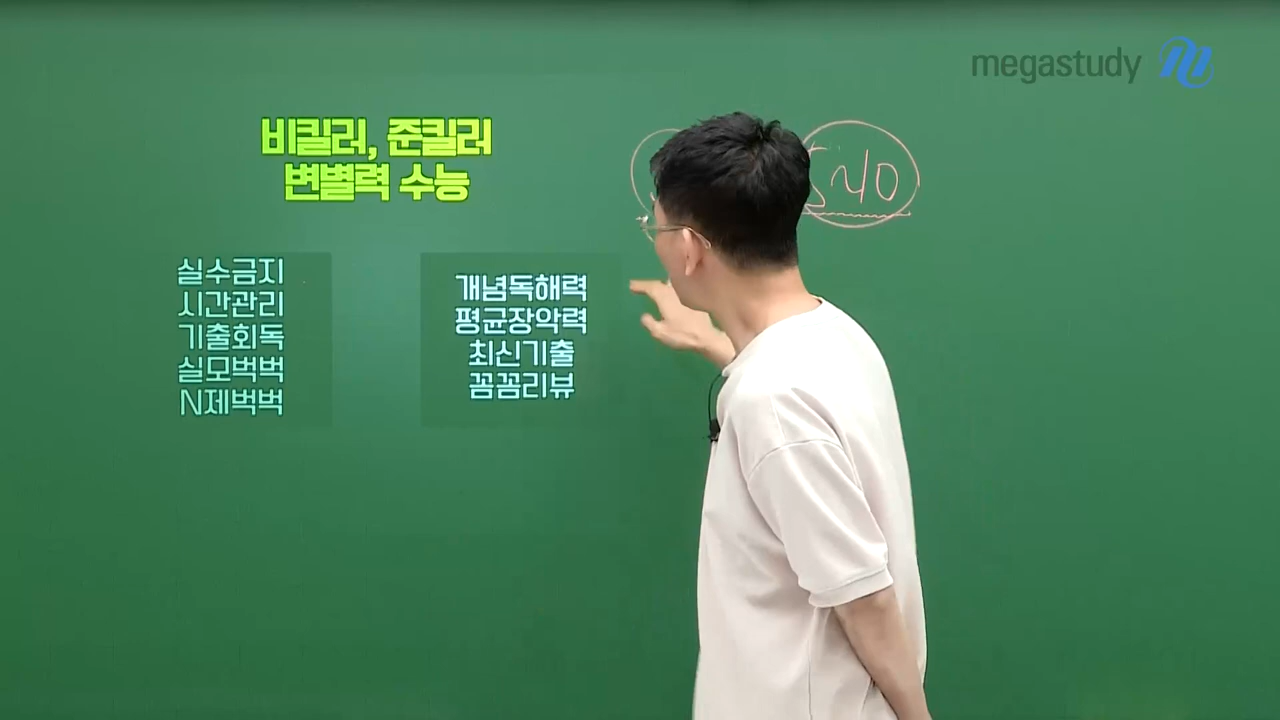 megastudy
비킬러, 준킬러
변별력 수능
실수금지
시간관리
기출회독
실모벅벅
N제벅벅
개념독해력
평균장악력
최신기출
꼼꼼리뷰